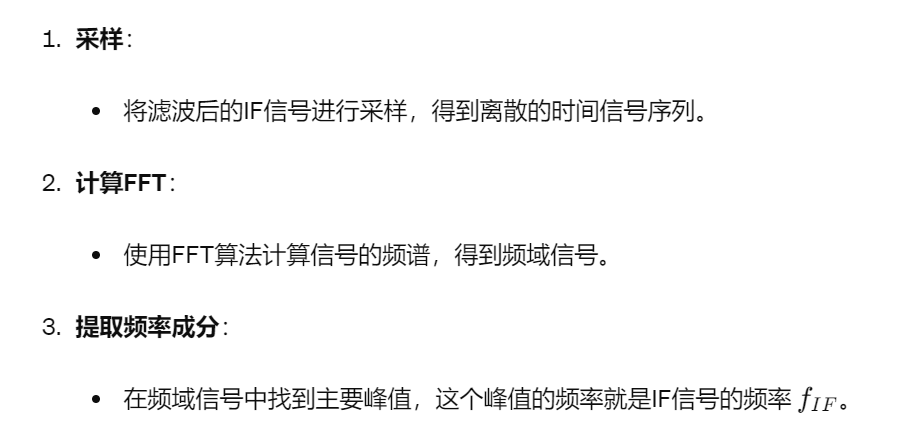 1. 采样：
• 将滤波后的IF信号进行采样，得到离散的时间信号序列。
2. 计算FFT：
• 使用FFT算法计算信号的频谱，得到频域信号。
3. 提取频率成分：
• 在频域信号中找到主要峰值，这个峰值的频率就是IF信号的频率 f_{IF}。